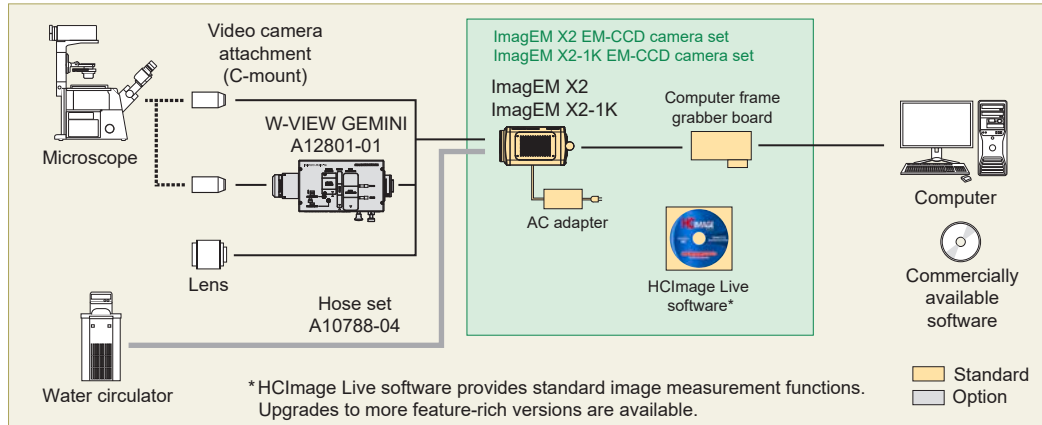 ImagEM X2 EM-CCD camera set
ImagEM X2-1K EM-CCD camera set
Video camera
attachment
(C-mount)
ImagEM X2
ImagEM X2-1K
Computer frame
grabber board
Microscope
W-VIEW GEMINI
A12801-01
Computer
AC adapter
HCIMAGE
Lens
HCImage Live
software*
Commercially
available
software
Hose set
A10788-04
Water circulator
*HCImage Live software provides standard image measurement functions.
Upgrades to more feature-rich versions are available.
Standard
Option